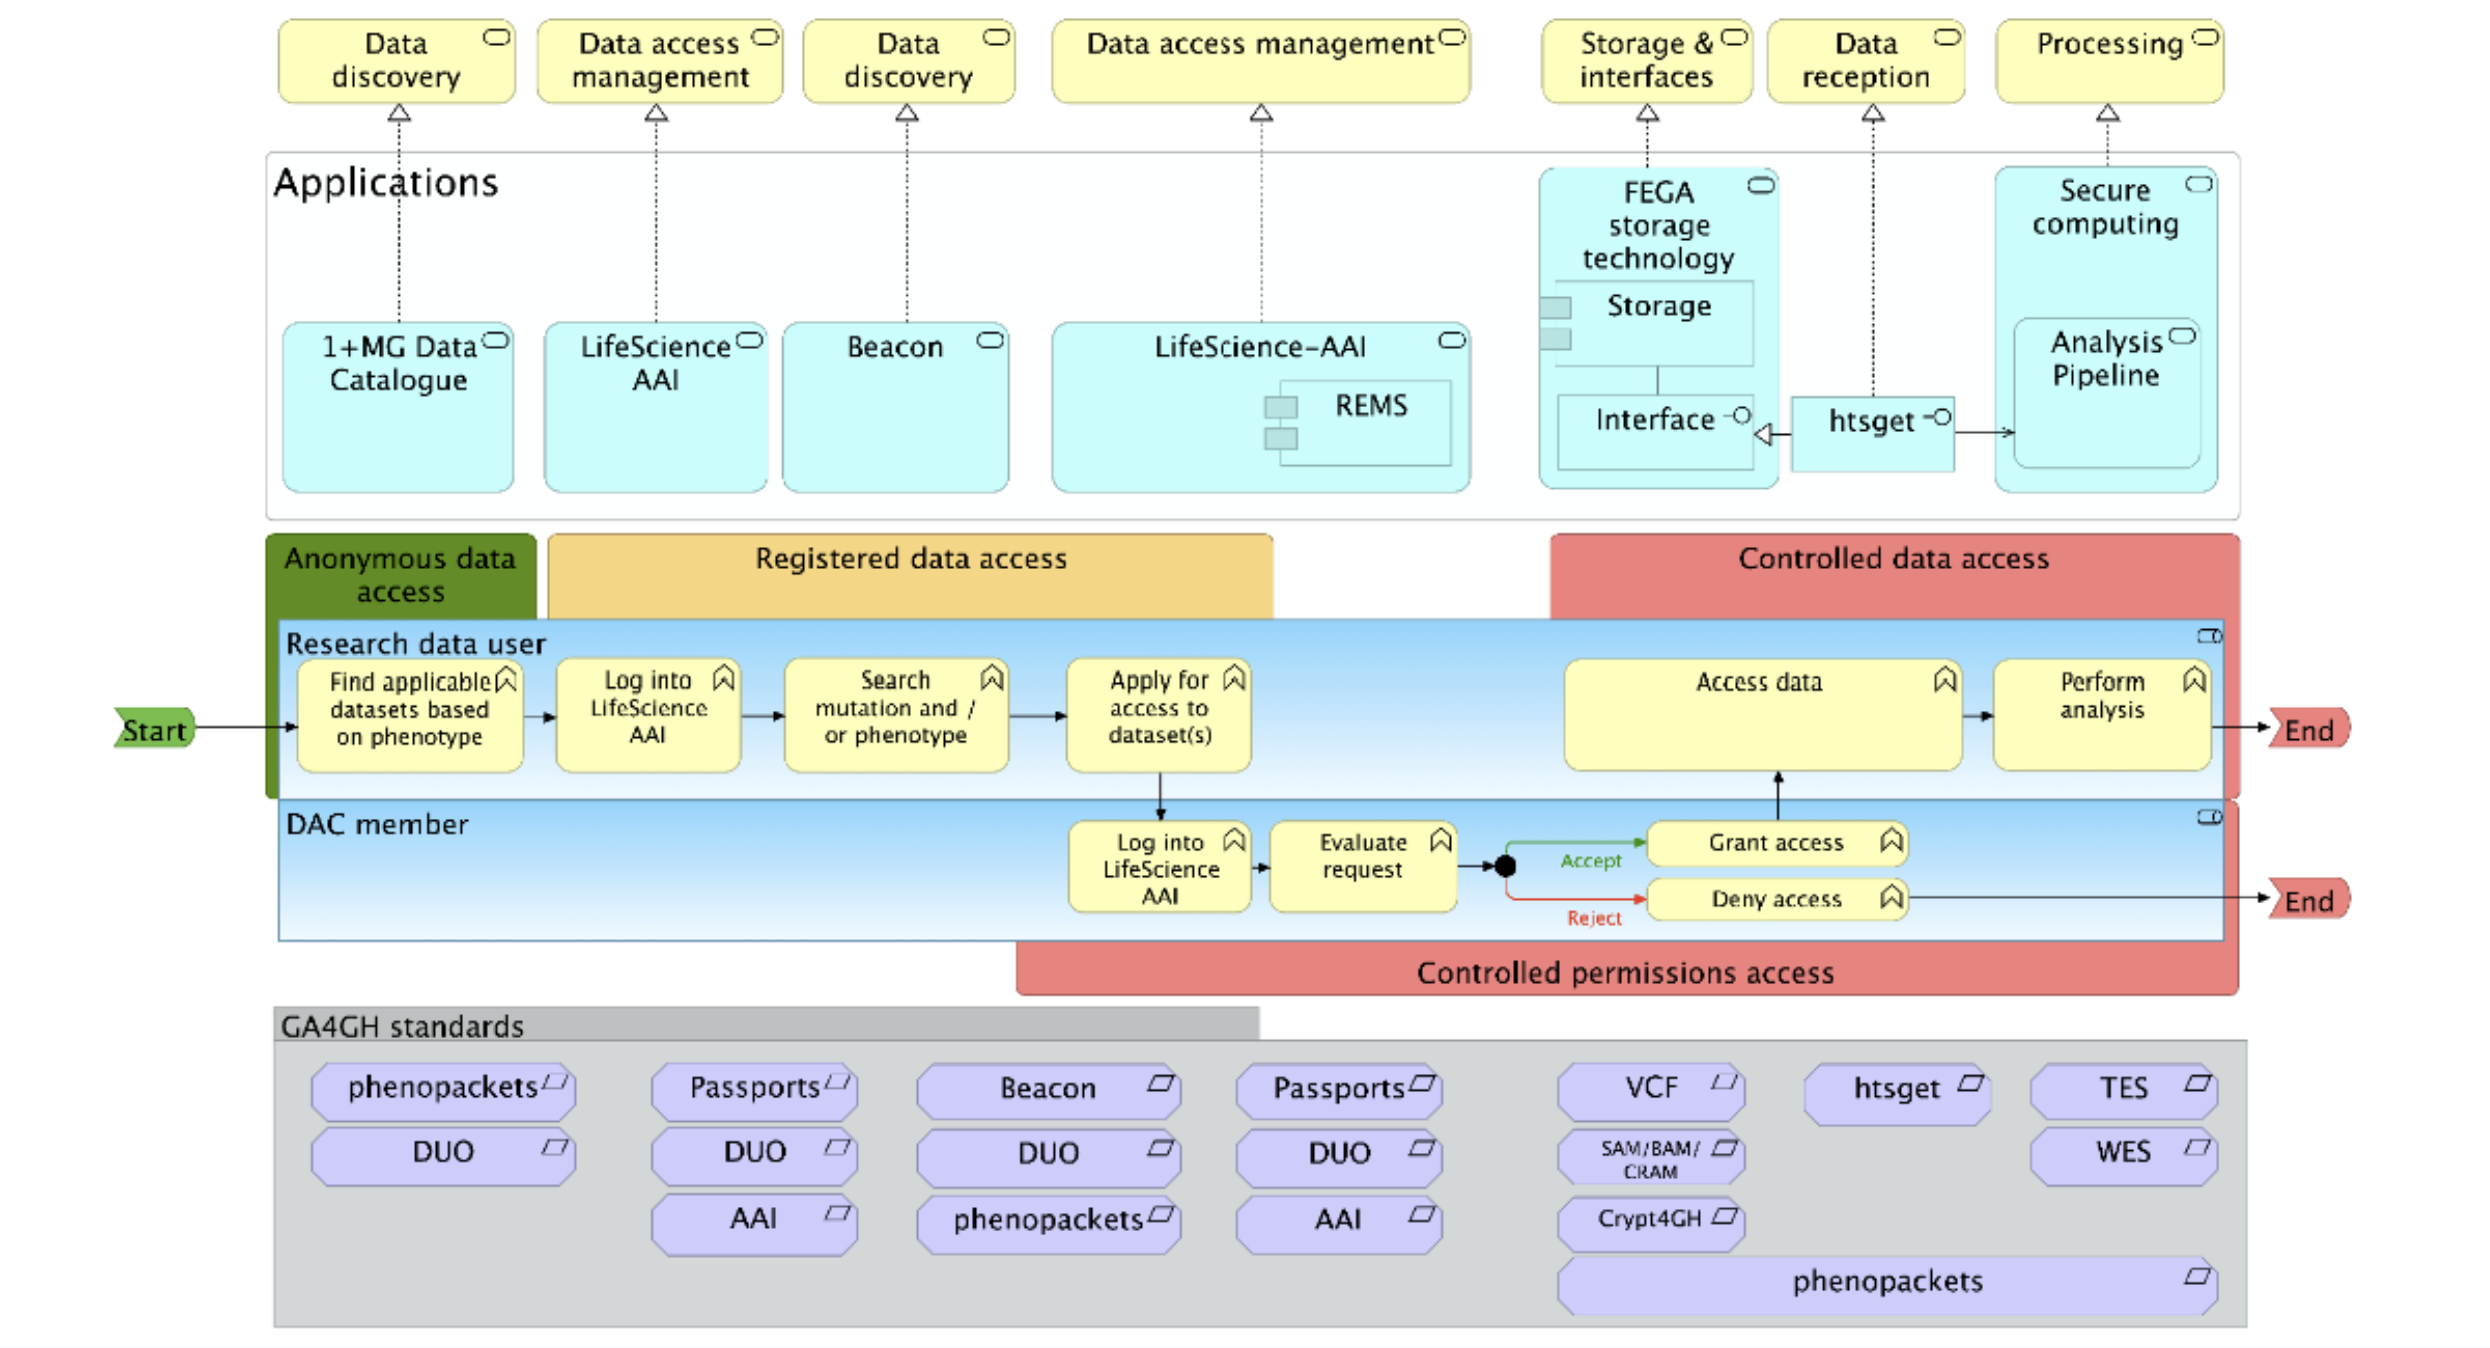 Data
discovery
Data access
management
Data
discovery
Data access management
Storage &
interfaces
Data
reception
Processing
Applications
1+MG Data
Catalogue
LifeScience
AAI
Beacon
LifeScience-AAI
REMS
FEGA
storage
technology
Storage
Interface
htsget
Secure
computing
Analysis
Pipeline
Anonymous data
access
Registered data access
Controlled data access
Research data user
Start
Find applicable
datasets based
on phenotype
Log into
LifeScience
AAI
Search
mutation and /
or phenotype
Apply for
access to
dataset(s)
Access data
Perform
analysis
End
DAC member
Log into
LifeScience
AAI
Evaluate
request
Accept
Reject
Grant access
Deny access
End
Controlled permissions access
GA4GH standards
phenopackets
DUO
Passports
DUO
AAI
Beacon
DUO
phenopackets
Passports
DUO
AAI
VCF
SAM/BAM/
CRAM
Crypt4GH
htsget
TES
WES
phenopackets